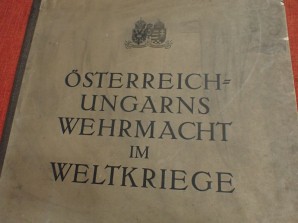 ÖSTERREICH-
UNGARNS
WEHRMACHT
IM
WELTKRIEGE